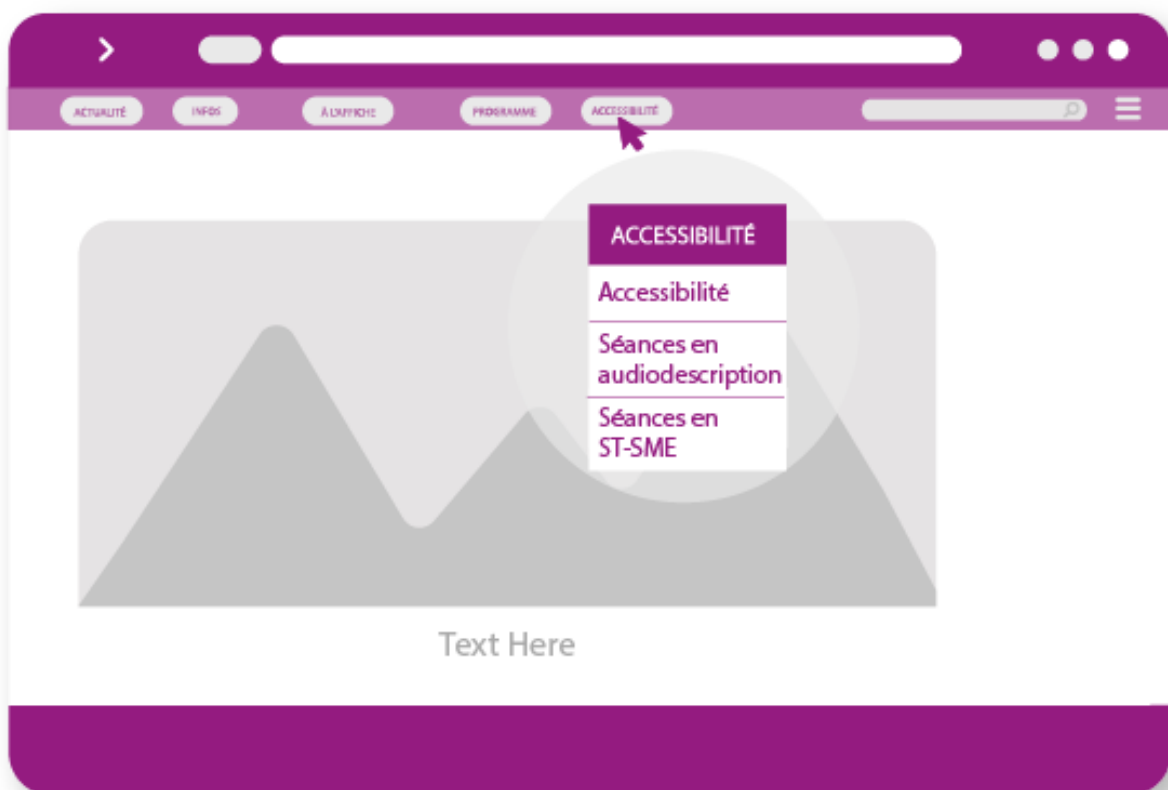 ACTUALITÉ INFOS À L'AFFICHE PROGRAMME ACCESSIBILITÉ
ACCESSIBILITÉ
Accessibilité
Séances en
audiodescription
Séances en
ST-SME
Text Here